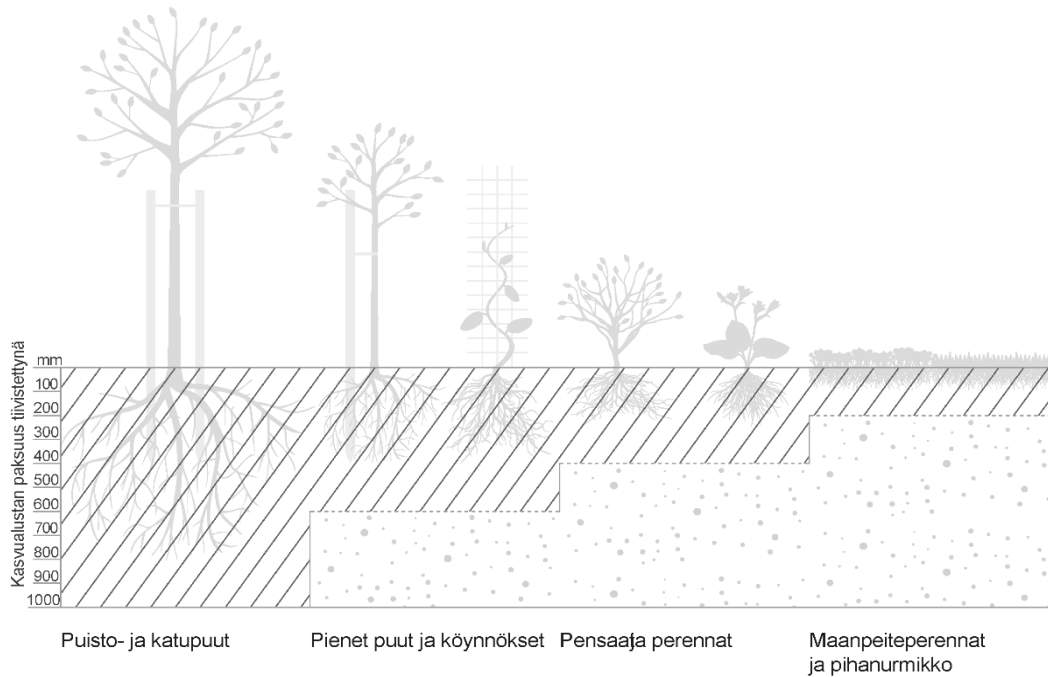 Kasvualustan paksuus tiivistettynä
mm
100
200
300
400
500
600
700
800
900
1000
Puisto- ja katupuut
Pienet puut ja köynnökset
Pensaat ja perennat
Maanpeiteperennat
ja pihanurmikko